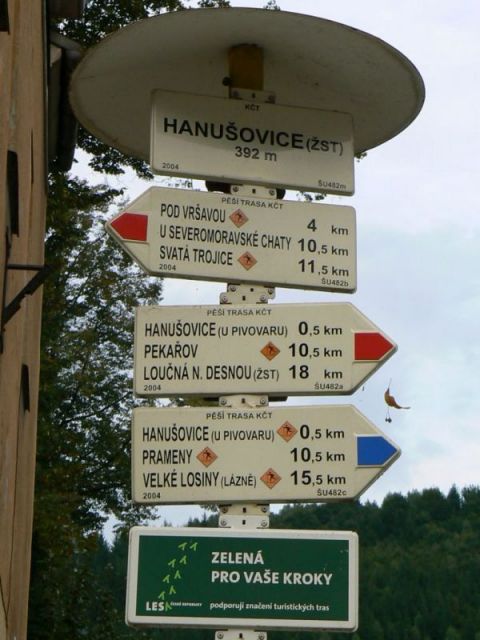 KČT
HANUŠOVICE (ŽST)
392 m
2004 ŠU482m
PĚŠÍ TRASA KČT
POD VRŠAVOU 4 km
U SEVEROMORAVSKÉ CHATY 10,5 km
SVATÁ TROJICE 11,5 km
2004 ŠU482b
PĚŠÍ TRASA KČT
HANUŠOVICE (U PIVOVARU) 0,5 km
PEKAŘOV 10,5 km
LOUČNÁ N. DESNOU (ŽST) 18 km
2004 ŠU482a
PĚŠÍ TRASA KČT
HANUŠOVICE (U PIVOVARU) 0,5 km
PRAMENY 10,5 km
VELKÉ LOSINY (LÁZNĚ) 15,5 km
2004 ŠU482c
ZELENÁ
PRO VAŠE KROKY
LESY ČESKÉ REPUBLIKY podporují značení turistických tras